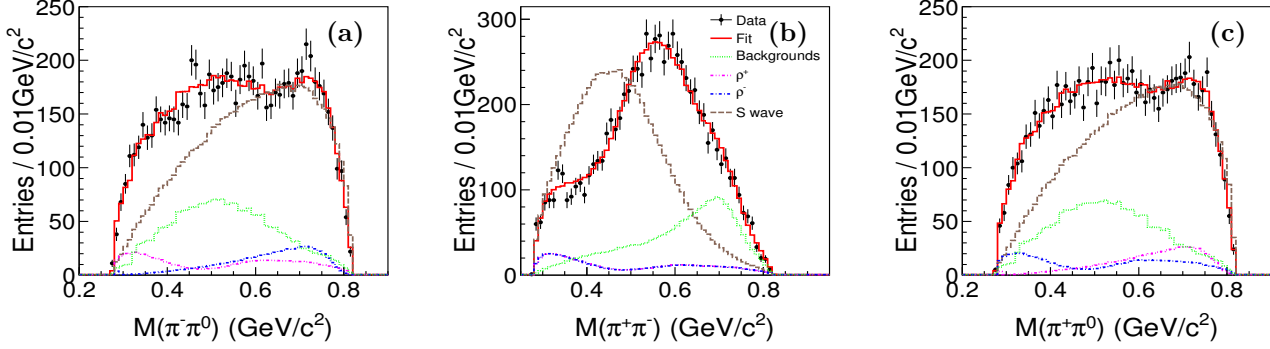 (a)
Entries / 0.01GeV/c²
250
200
150
100
50
0
0.2 0.4 0.6 0.8
M(π⁻π⁰) (GeV/c²)
(b)
Entries / 0.01GeV/c²
300
200
100
0
0.4 0.6 0.8
M(π⁺π⁻) (GeV/c²)
Data
Fit
Backgrounds
ρ⁺
ρ⁻
S wave
(c)
Entries / 0.01GeV/c²
250
200
150
100
50
0
0.2 0.4 0.6 0.8
M(π⁺π⁰) (GeV/c²)